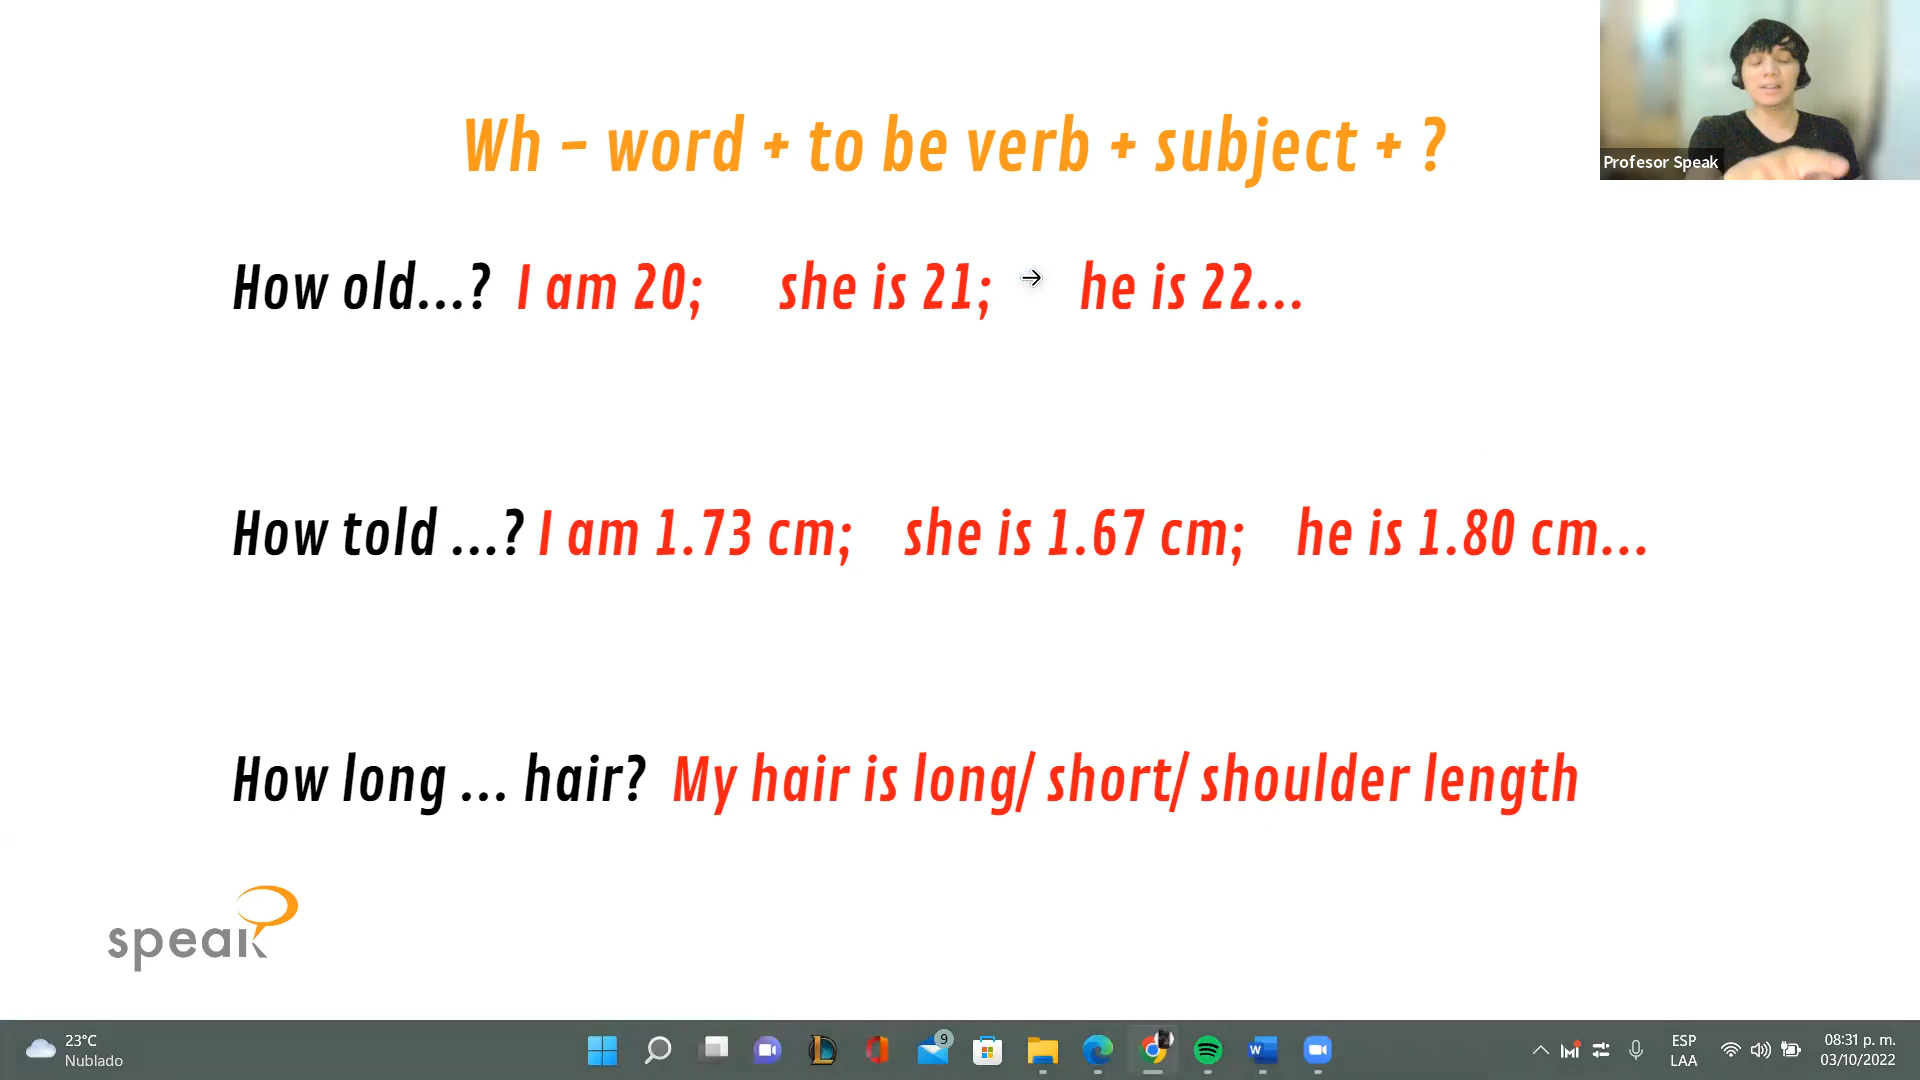 Wh - word + to be verb + subject + ?
Profesor Speak
How old...? I am 20; she is 21; he is 22...
How told ...? I am 1.73 cm; she is 1.67 cm; he is 1.80 cm...
How long ... hair? My hair is long/ short/ shoulder length
speak
23°C
Nublado
9
ESP
LAA
08:31 p. m.
03/10/2022